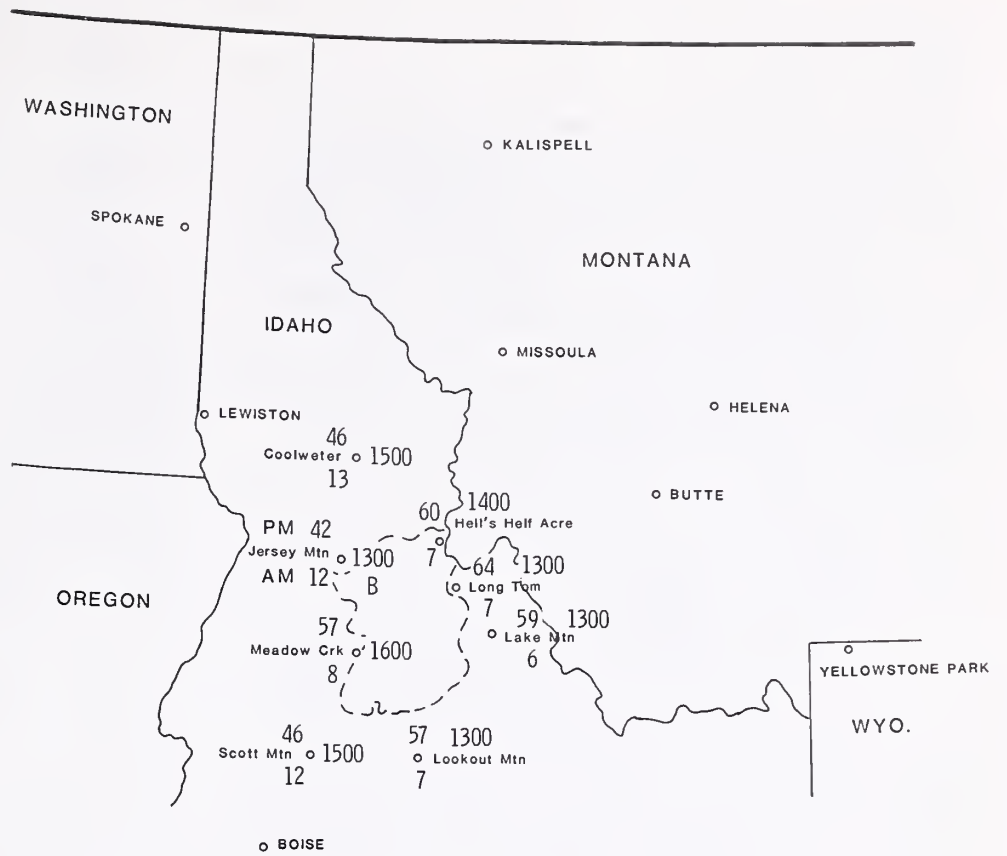 WASHINGTON
KALISPELL
SPOKANE
MONTANA
IDAHO
MISSOULA
HELENA
LEWISTON
46
Coolweter 1500
13
BUTTE
60 1400
Hell's Helf Acre
7
PM 42
Jersey Mtn 1300
AM 12 B
64 1300
Long Tom
7
OREGON
57
Meadow Crk 1600
8
59 1300
Lake Mtn
6
YELLOWSTONE PARK
WYO.
46
Scott Mtn 1500
12
57 1300
Lookout Mtn
7
BOISE